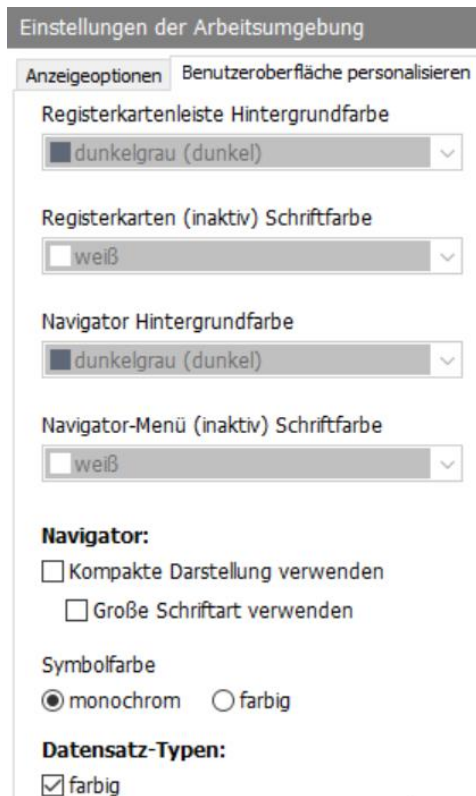 Einstellungen der Arbeitsumgebung
Anzeigeoptionen Benutzeroberfläche personalisieren
Registerkartenleiste Hintergrundfarbe
dunkelgrau (dunkel)
Registerkarten (inaktiv) Schriftfarbe
weiß
Navigator Hintergrundfarbe
dunkelgrau (dunkel)
Navigator-Menü (inaktiv) Schriftfarbe
weiß
Navigator:
Kompakte Darstellung verwenden
Große Schriftart verwenden
Symbolfarbe
monochrom farbig
Datensatz-Typen:
farbig